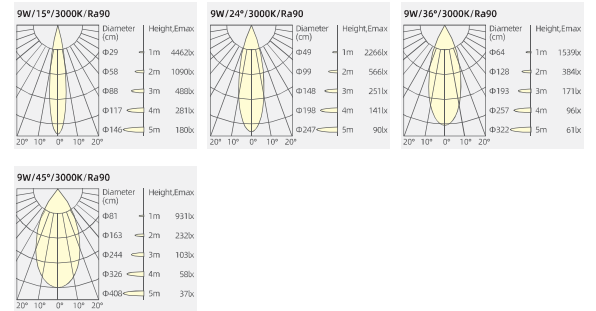 9W/15°/3000K/Ra90
Diameter Height,Emax
(cm)
Φ29 1m 4462lx
Φ58 2m 1090lx
Φ88 3m 488lx
Φ117 4m 281lx
Φ146 5m 180lx
20° 10° 0° 10° 20°
9W/24°/3000K/Ra90
Diameter Height,Emax
(cm)
Φ49 1m 2266lx
Φ99 2m 566lx
Φ148 3m 251lx
Φ198 4m 141lx
Φ247 5m 90lx
20° 10° 0° 10° 20°
9W/36°/3000K/Ra90
Diameter Height,Emax
(cm)
Φ64 1m 1539lx
Φ128 2m 384lx
Φ193 3m 171lx
Φ257 4m 96lx
Φ322 5m 61lx
20° 10° 0° 10° 20°
9W/45°/3000K/Ra90
Diameter Height,Emax
(cm)
Φ81 1m 931lx
Φ163 2m 232lx
Φ244 3m 103lx
Φ326 4m 58lx
Φ408 5m 37lx
20° 10° 0° 10° 20°